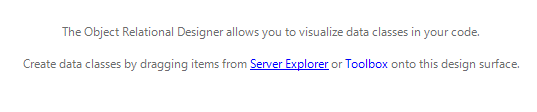 The Object Relational Designer allows you to visualize data classes in your code.
Create data classes by dragging items from Server Explorer or Toolbox onto this design surface.